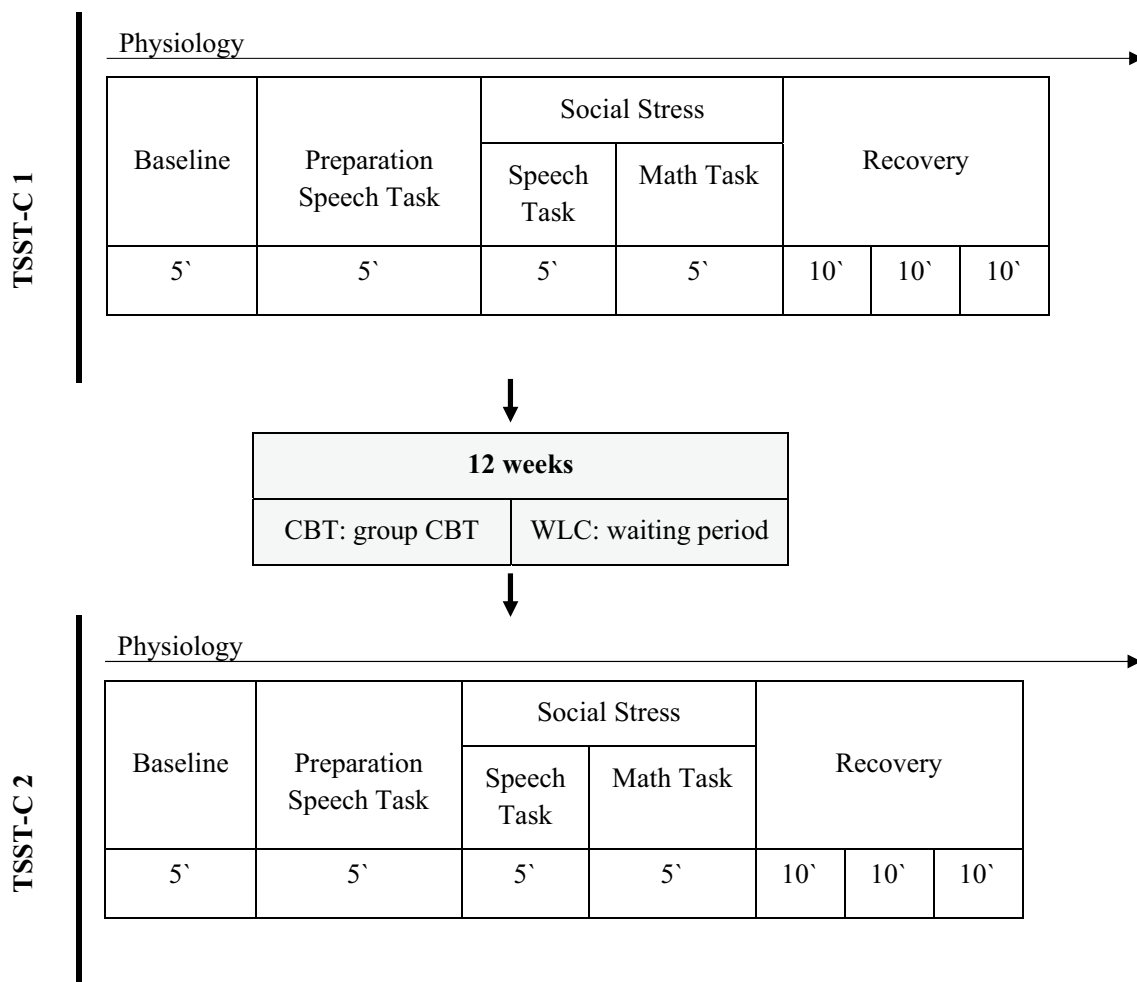 TSST-C 1
Physiology
Baseline
Preparation
Speech Task
Social Stress
Speech
Task
Math Task
Recovery
5` 5` 5` 5` 10` 10` 10`
12 weeks
CBT: group CBT
WLC: waiting period
TSST-C 2
Physiology
Baseline
Preparation
Speech Task
Social Stress
Speech
Task
Math Task
Recovery
5` 5` 5` 5` 10` 10` 10`